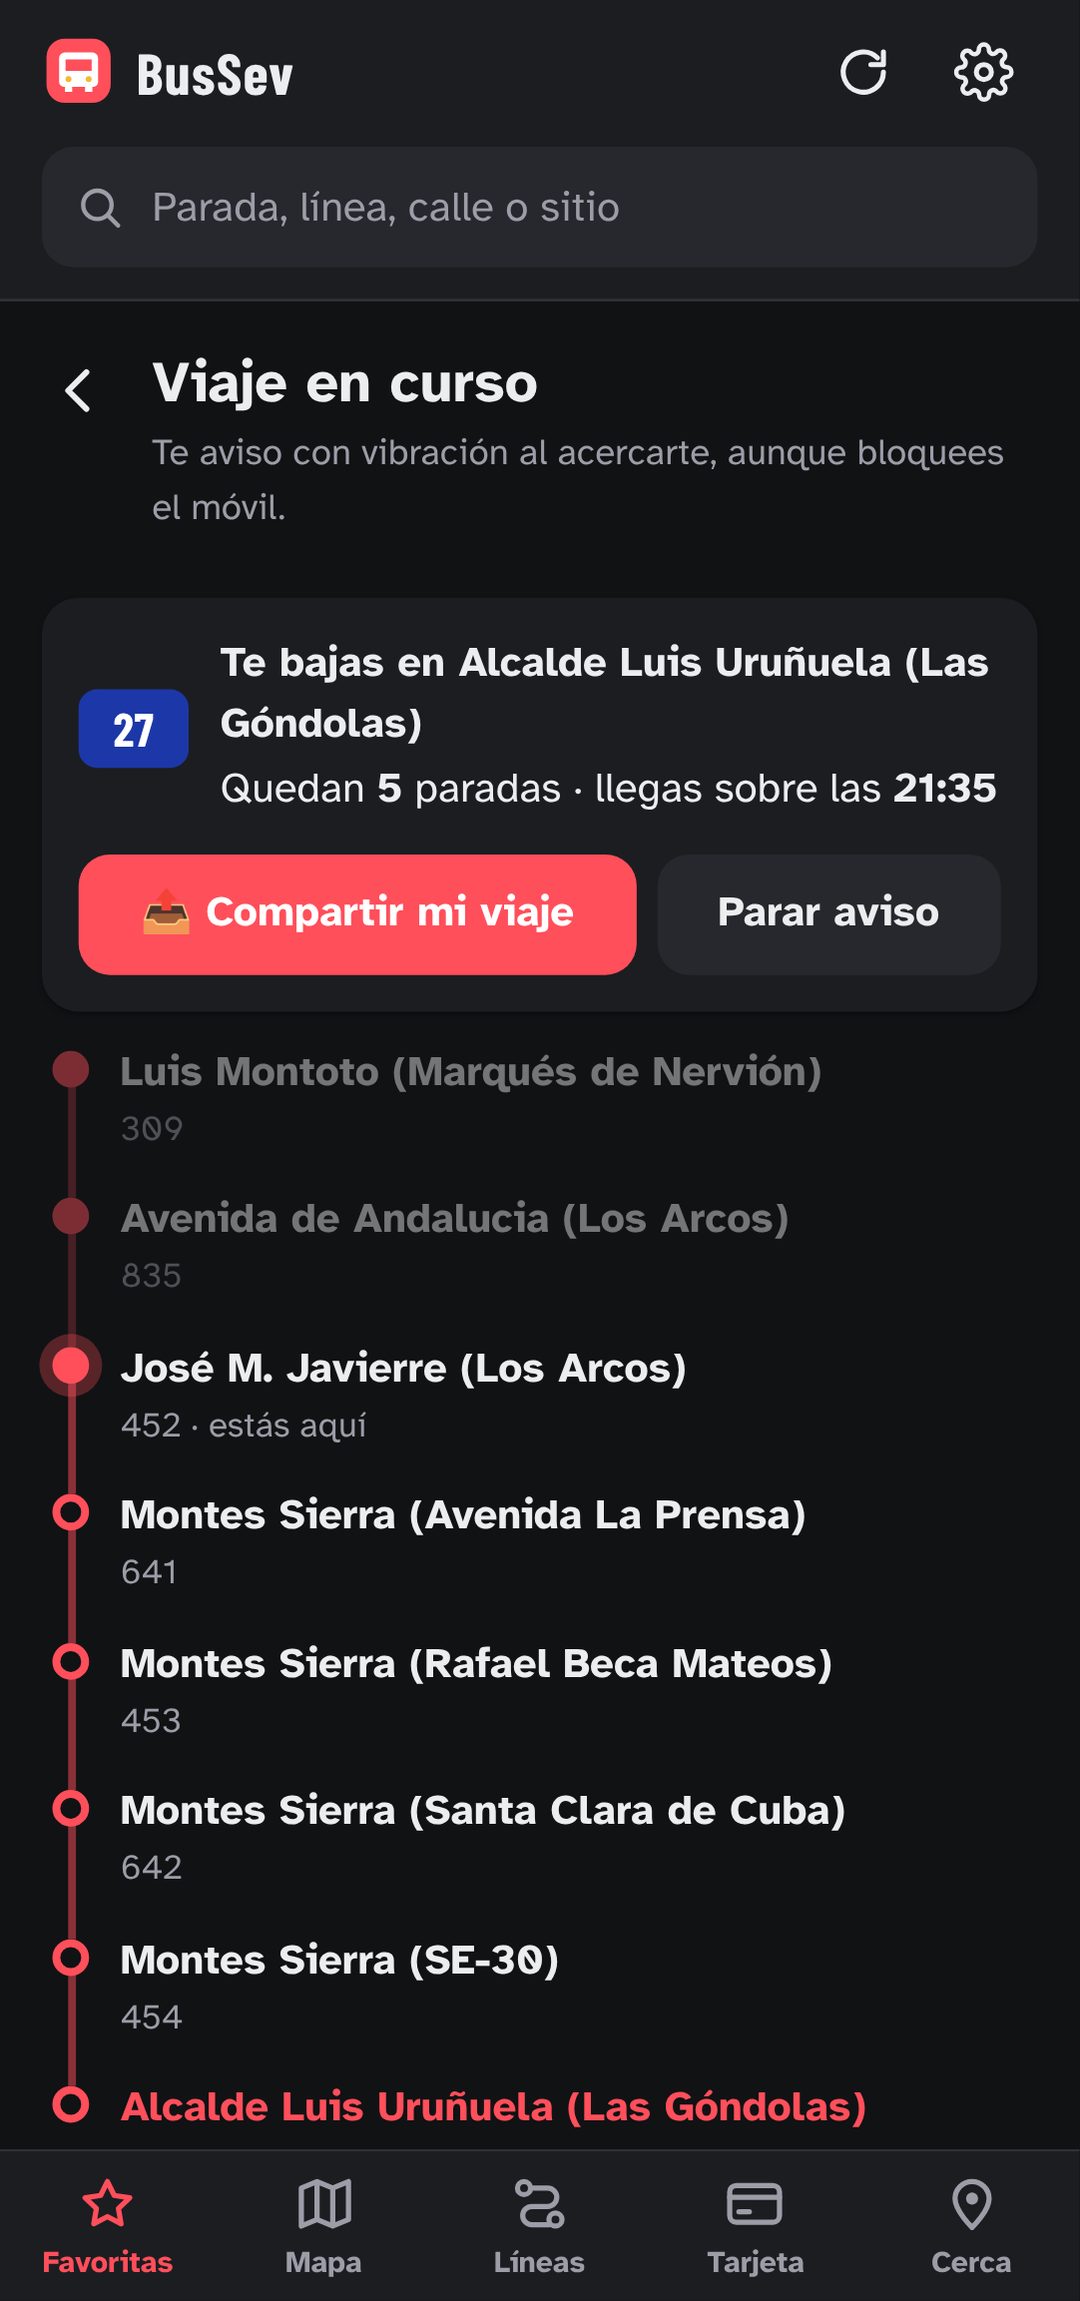 BusSev
Parada, línea, calle o sitio
Viaje en curso
Te aviso con vibración al acercarte, aunque bloquees
el móvil.
Te bajas en Alcalde Luis Uruñuela (Las
Góndolas)
27
Quedan 5 paradas · llegas sobre las 21:35
Compartir mi viaje
Parar aviso
Luis Montoto (Marqués de Nervión)
309
Avenida de Andalucia (Los Arcos)
835
José M. Javierre (Los Arcos)
452 · estás aquí
Montes Sierra (Avenida La Prensa)
641
Montes Sierra (Rafael Beca Mateos)
453
Montes Sierra (Santa Clara de Cuba)
642
Montes Sierra (SE-30)
454
Alcalde Luis Uruñuela (Las Góndolas)
Favoritas
Mapa
Líneas
Tarjeta
Cerca